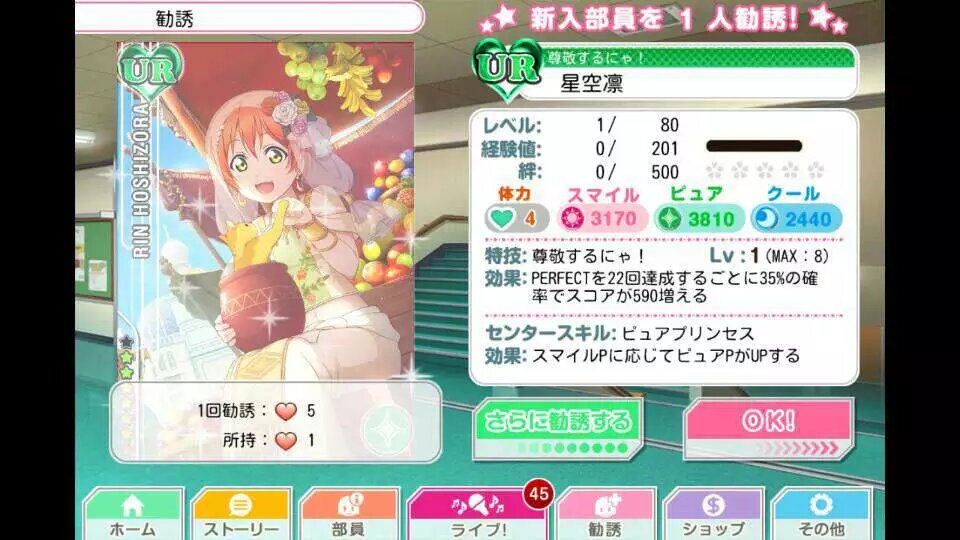 勧誘
新入部員を 1 人勧誘!
UR
RIN HOSHIZORA
UR
尊敬するにゃ!
星空凛
レベル: 1/ 80
経験値: 0/ 201
絆: 0/ 500
体力 スマイル ピュア クール
4 3170 3810 2440
特技: 尊敬するにゃ! Lv : 1 (MAX : 8)
効果: PERFECTを22回達成するごとに35%の確
率でスコアが590増える
センタースキル: ピュアプリンセス
効果: スマイルPに応じてピュアPがUPする
1回勧誘 : 5
所持 : 1
さらに勧誘する
OK!
45
ホーム
ストーリー
部員
ライブ!
勧誘
ショップ
その他